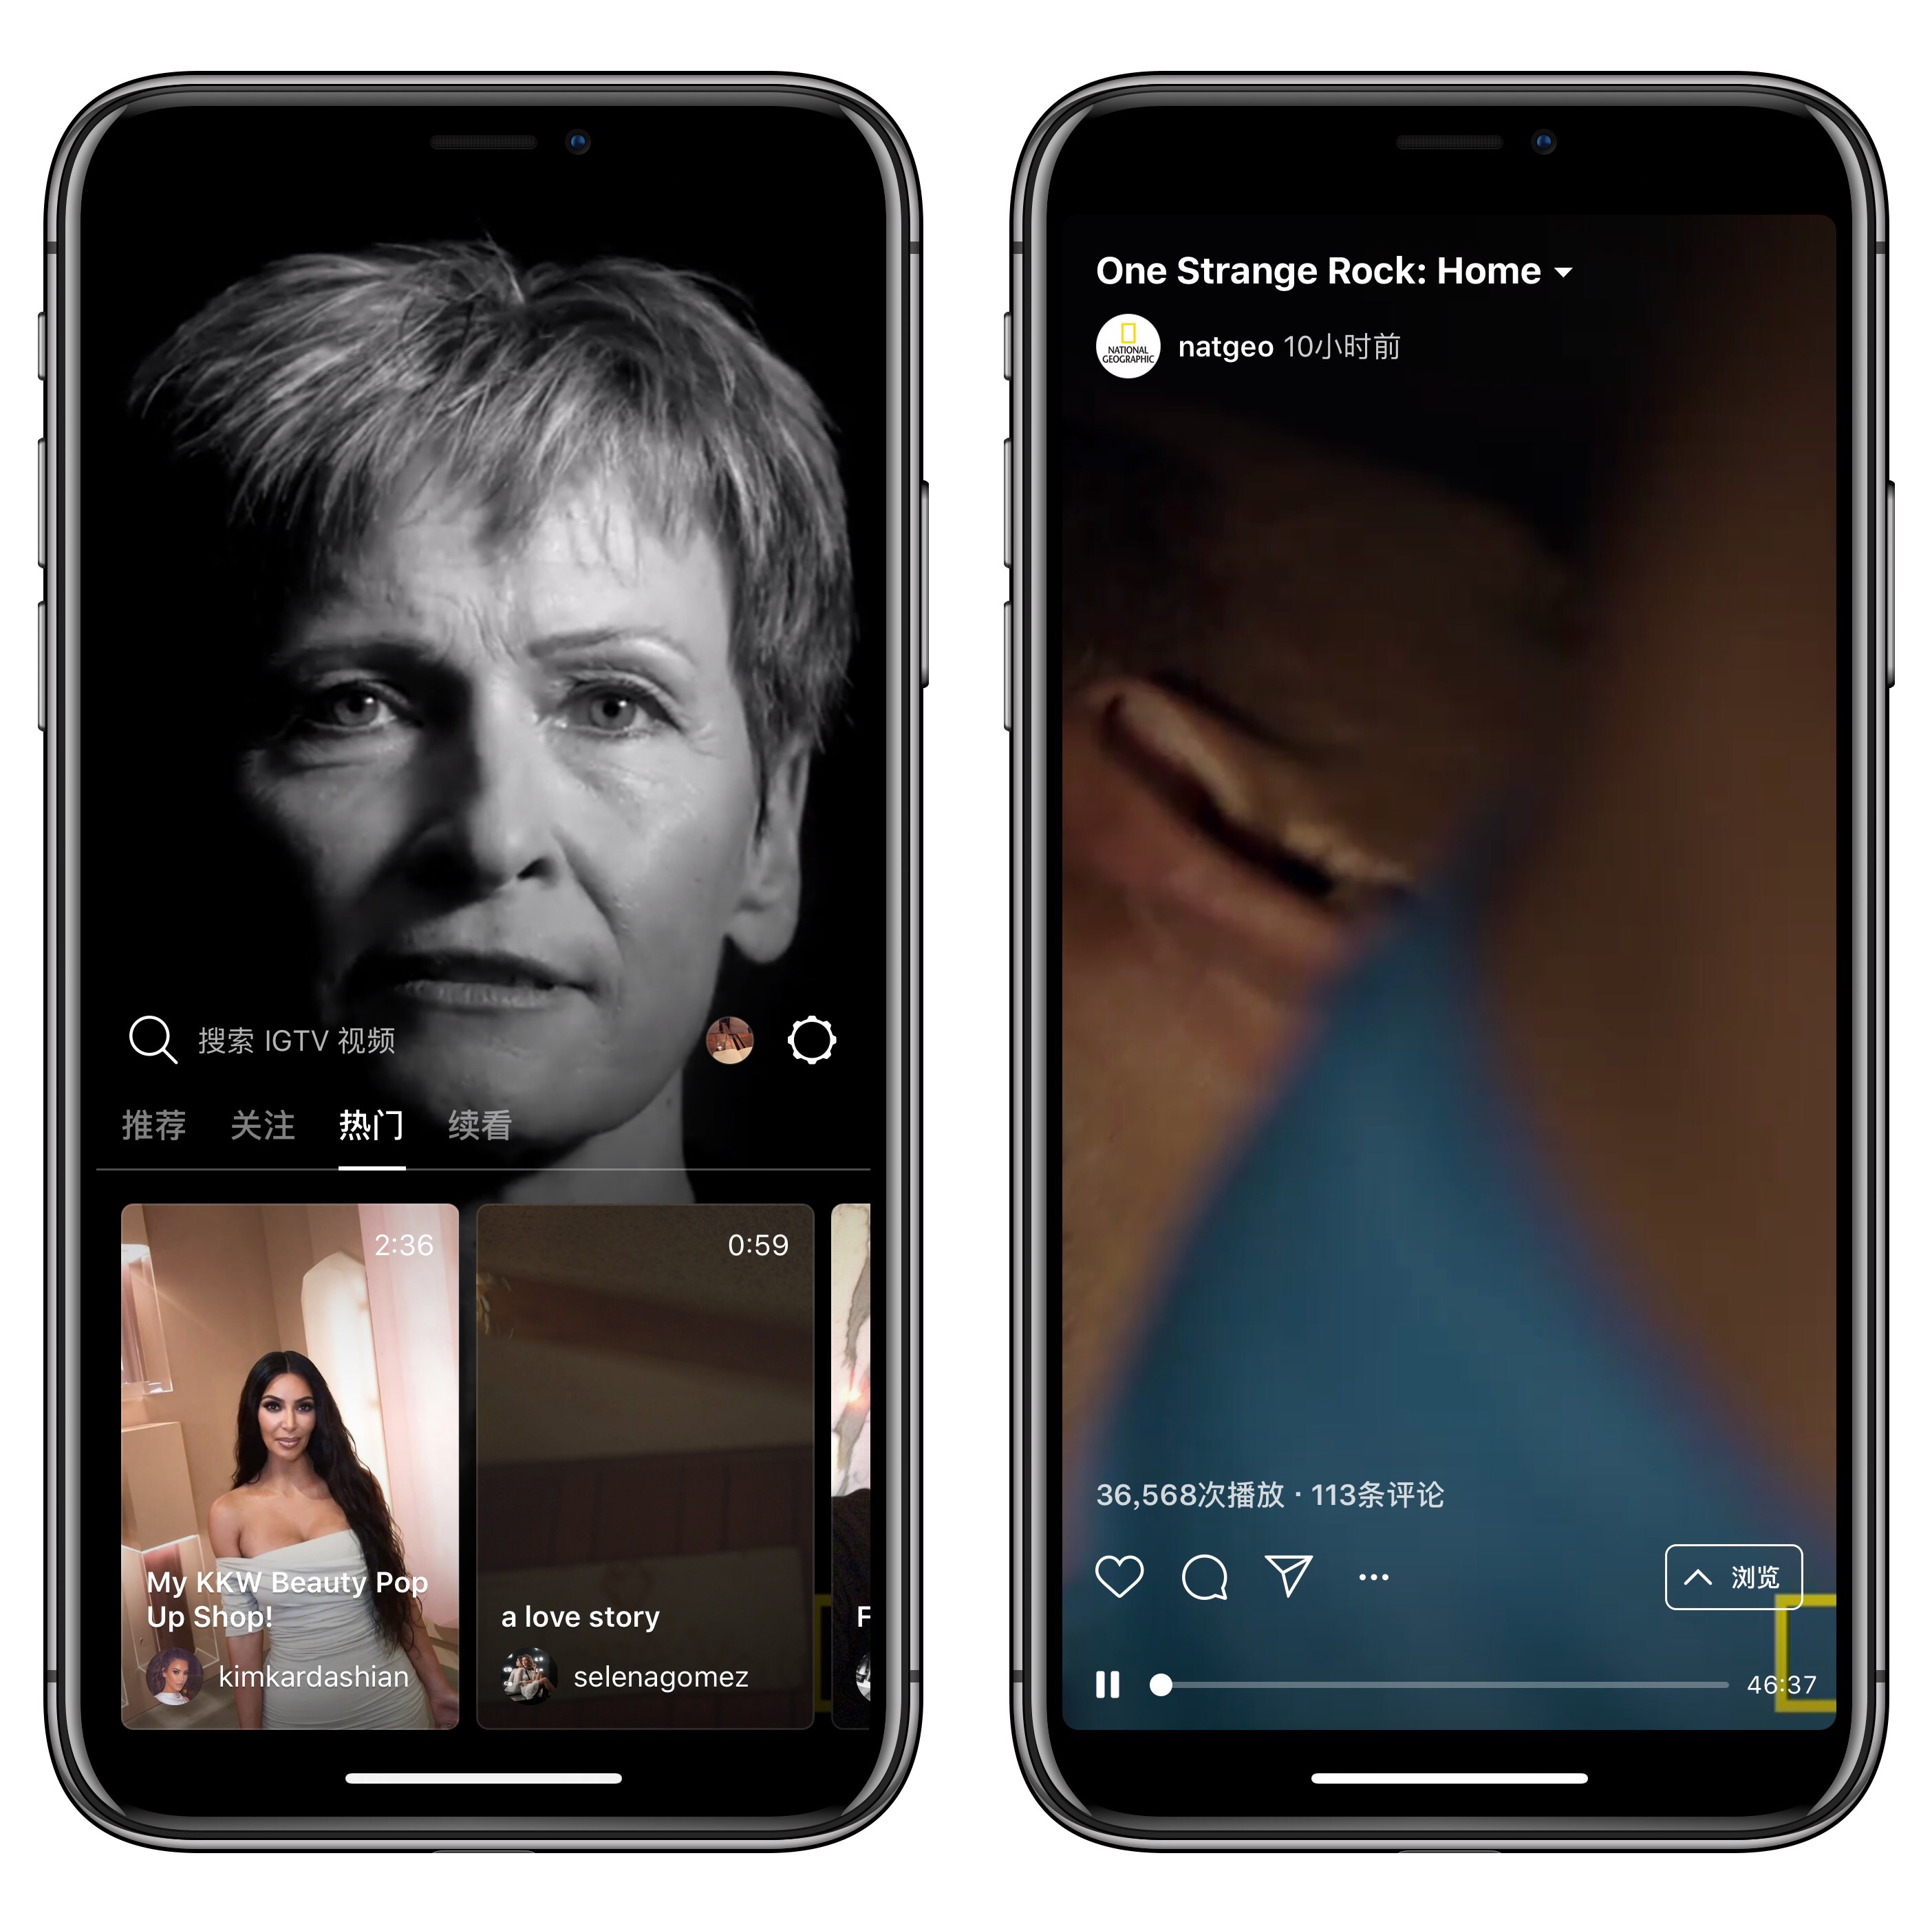 搜索 IGTV 视频
推荐 关注 热门 续看
2:36
My KKW Beauty Pop
Up Shop!
kimkardashian
0:59
a love story
selenagomez
F
One Strange Rock: Home
NATIONAL
GEOGRAPHIC
natgeo 10小时前
36,568次播放 · 113条评论
浏览
46:37